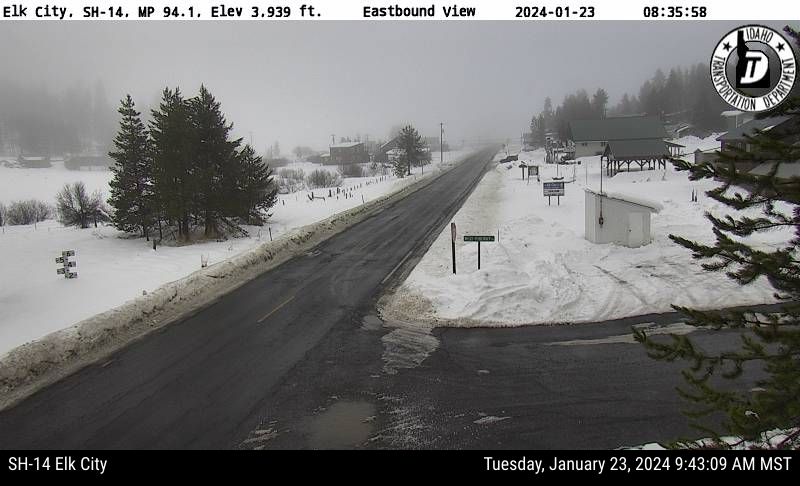 Elk City, SH-14, MP 94.1, Elev 3,939 ft. Eastbound View 2024-01-23 08:35:58
IDAHO
TRANSPORTATION DEPARTMENT
SH-14 Elk City
Tuesday, January 23, 2024 9:43:09 AM MST